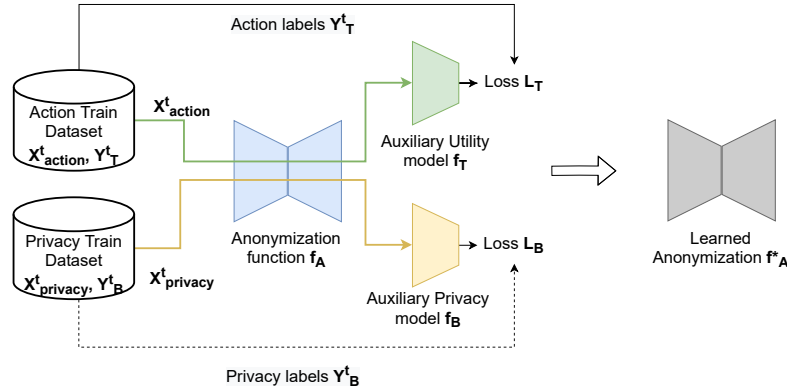 Action labels Y^t_T
Action Train
Dataset
X^t_action, Y^t_T
X^t_action
Loss L_T
Auxiliary Utility
model f_T
Privacy Train
Dataset
X^t_privacy, Y^t_B
X^t_privacy
Anonymization
function f_A
Loss L_B
Auxiliary Privacy
model f_B
Learned
Anonymization f*_A
Privacy labels Y^t_B